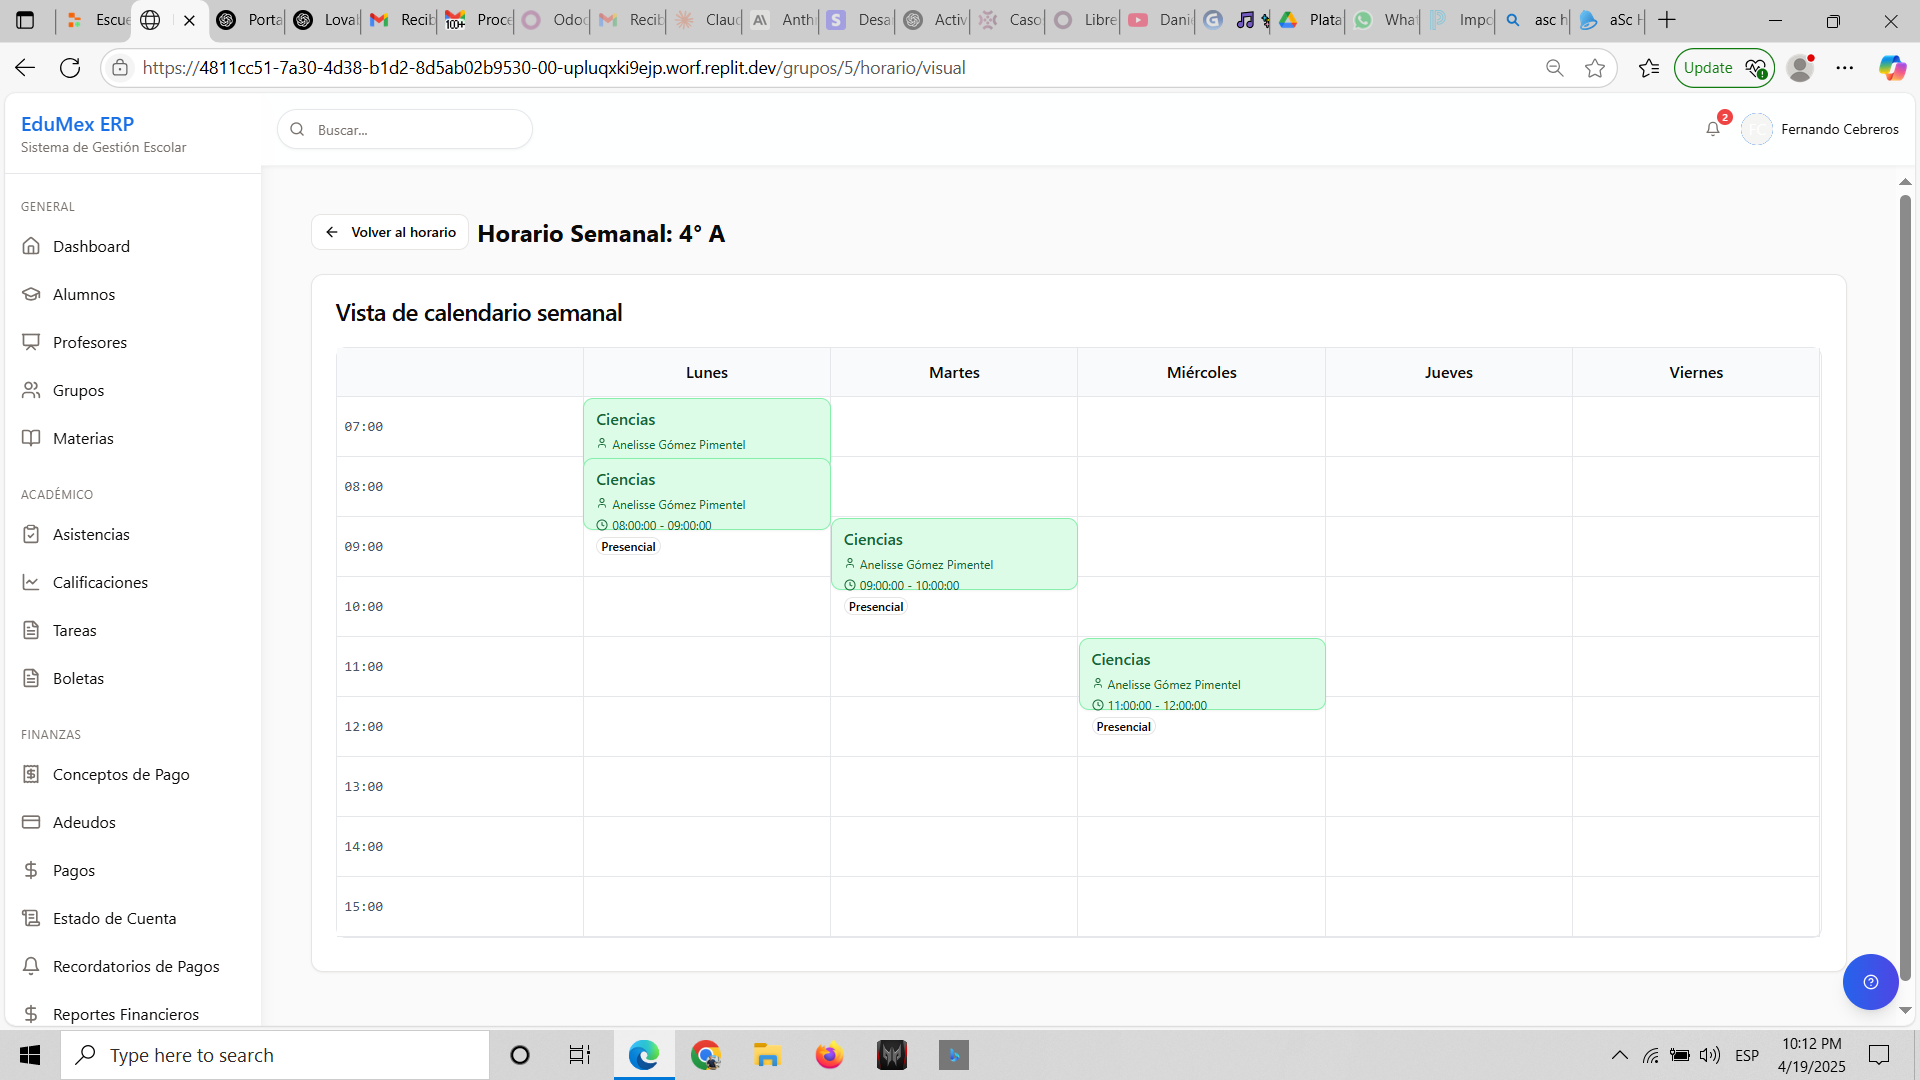 Escue
Porta
Lovab
Recib
Proce
Odoo
Recib
Claud
Anth
Desa
Activ
Caso
Libre
Danie
Plata
What
Impo
asc h
aSc H
https://4811cc51-7a30-4d38-b1d2-8d5ab02b9530-00-upluqxki9ejp.worf.replit.dev/grupos/5/horario/visual
Update
EduMex ERP
Sistema de Gestión Escolar
Buscar...
2
FC
Fernando Cebreros
GENERAL
Dashboard
Alumnos
Profesores
Grupos
Materias
ACADÉMICO
Asistencias
Calificaciones
Tareas
Boletas
FINANZAS
Conceptos de Pago
Adeudos
Pagos
Estado de Cuenta
Recordatorios de Pagos
Reportes Financieros
Volver al horario
Horario Semanal: 4° A
Vista de calendario semanal
Lunes Martes Miércoles Jueves Viernes
07:00
Ciencias
Anelisse Gómez Pimentel
08:00
Ciencias
Anelisse Gómez Pimentel
08:00:00 - 09:00:00
Presencial
09:00
Ciencias
Anelisse Gómez Pimentel
09:00:00 - 10:00:00
Presencial
10:00
11:00
Ciencias
Anelisse Gómez Pimentel
11:00:00 - 12:00:00
Presencial
12:00
13:00
14:00
15:00
Type here to search
ESP
10:12 PM
4/19/2025